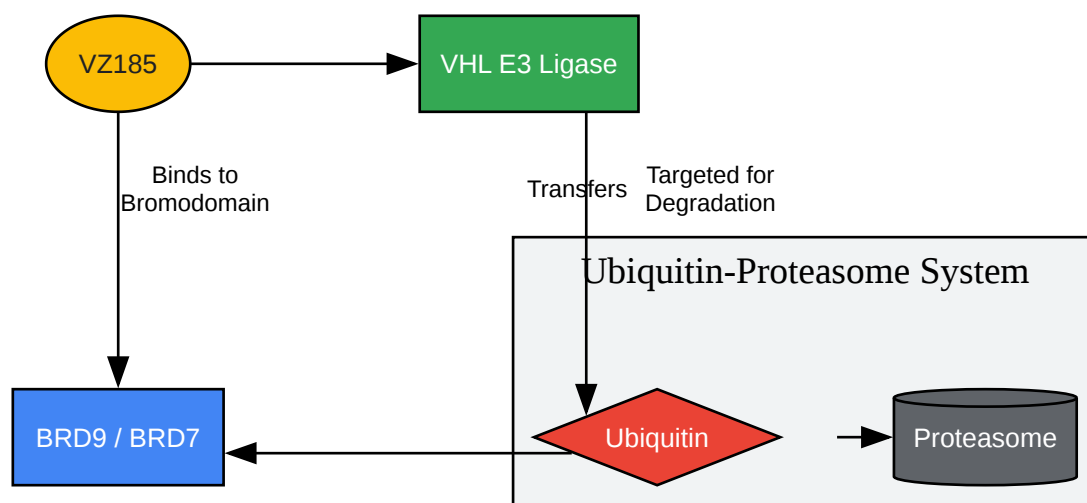 VZ185
VHL E3 Ligase
Binds to
Bromodomain
Transfers
Targeted for
Degradation
Ubiquitin-Proteasome System
BRD9 / BRD7
Ubiquitin
Proteasome